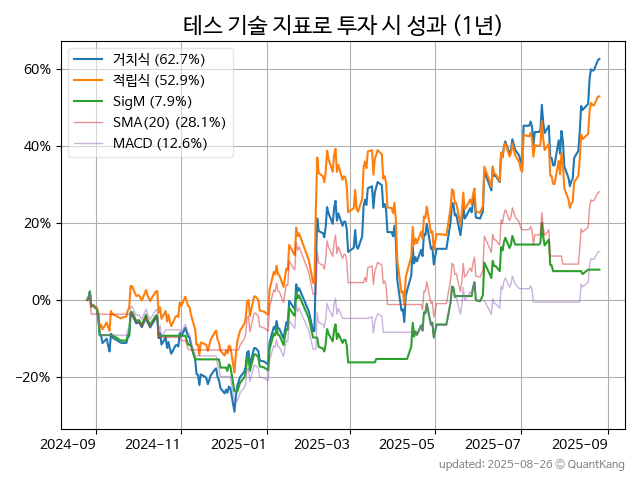 테스 기술 지표로 투자 시 성과 (1년)
거치식 (62.7%)
적립식 (52.9%)
SigM (7.9%)
SMA(20) (28.1%)
MACD (12.6%)
60%
40%
20%
0%
−20%
2024-09 2024-11 2025-01 2025-03 2025-05 2025-07 2025-09
updated: 2025-08-26 © QuantKang